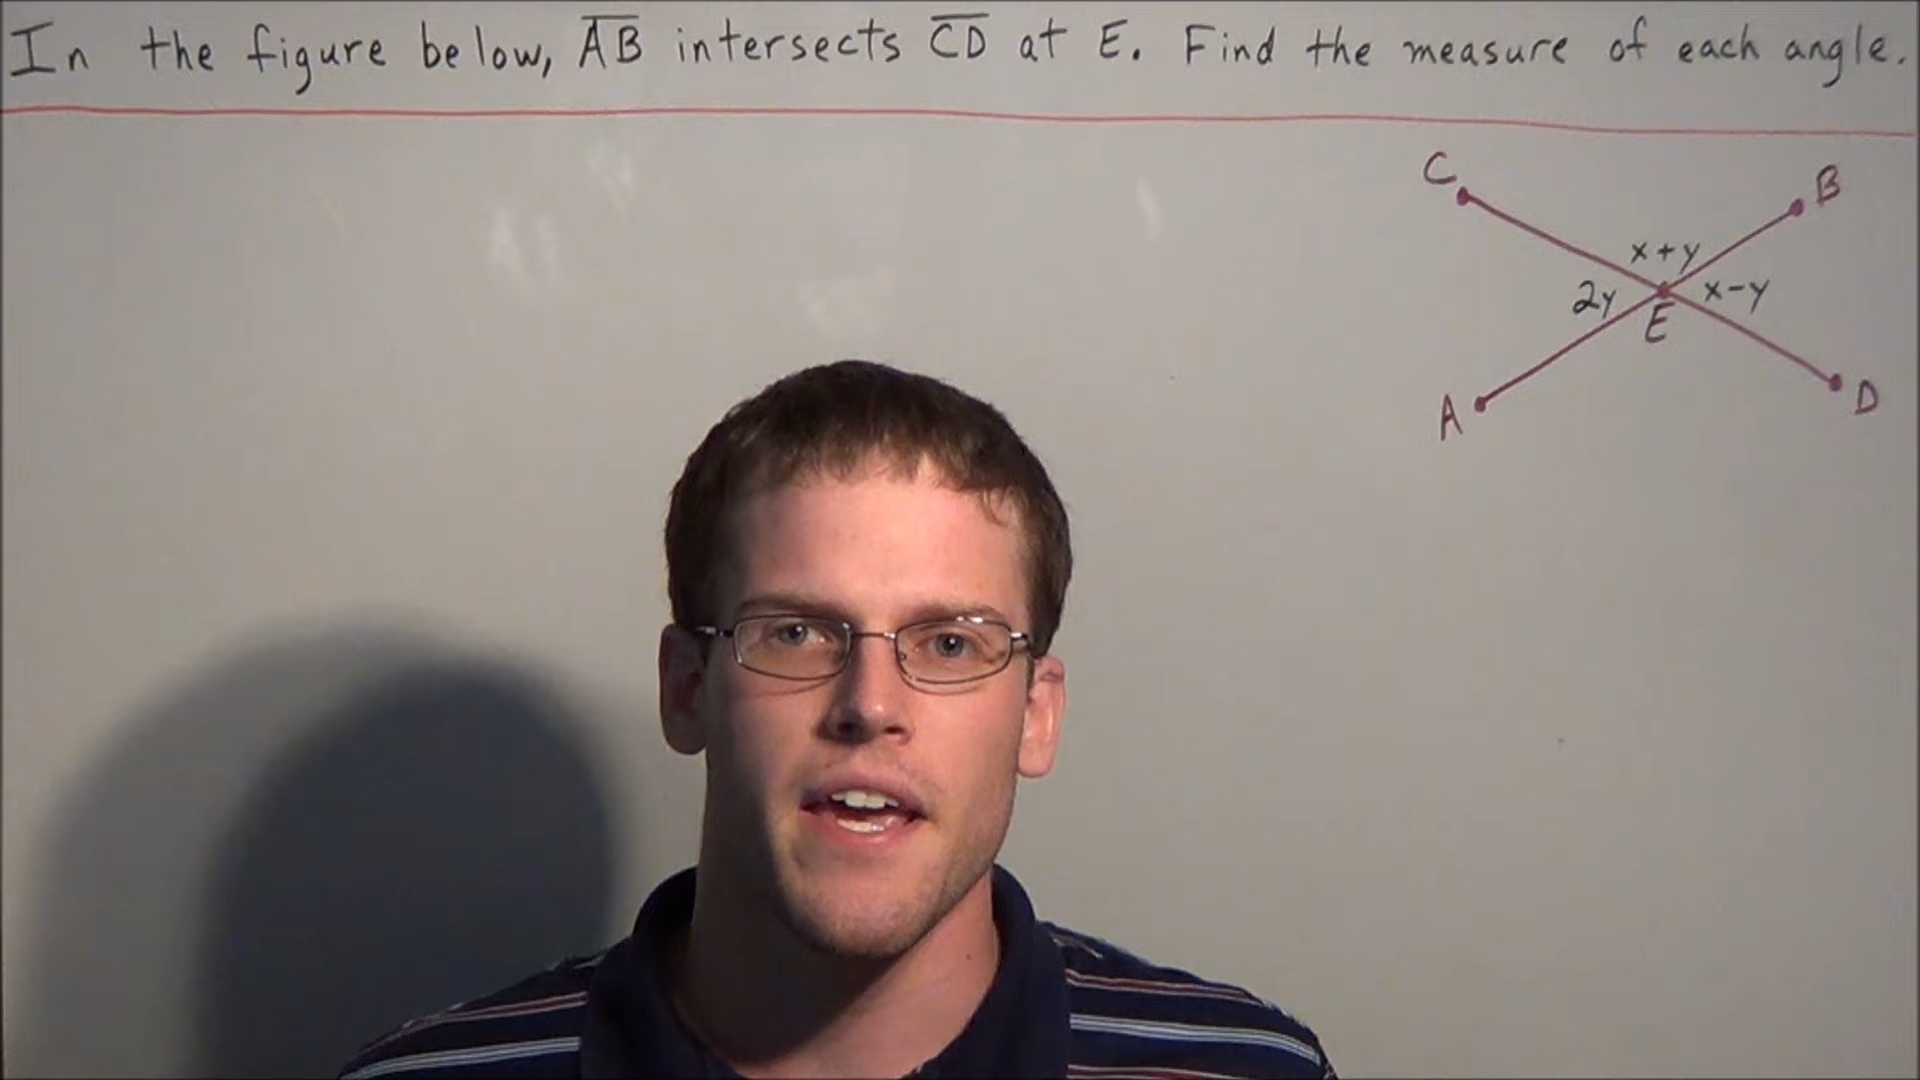 In the figure below, AB intersects CD at E. Find the measure of each angle.
C
B
x+y
2y
x-y
E
A
D